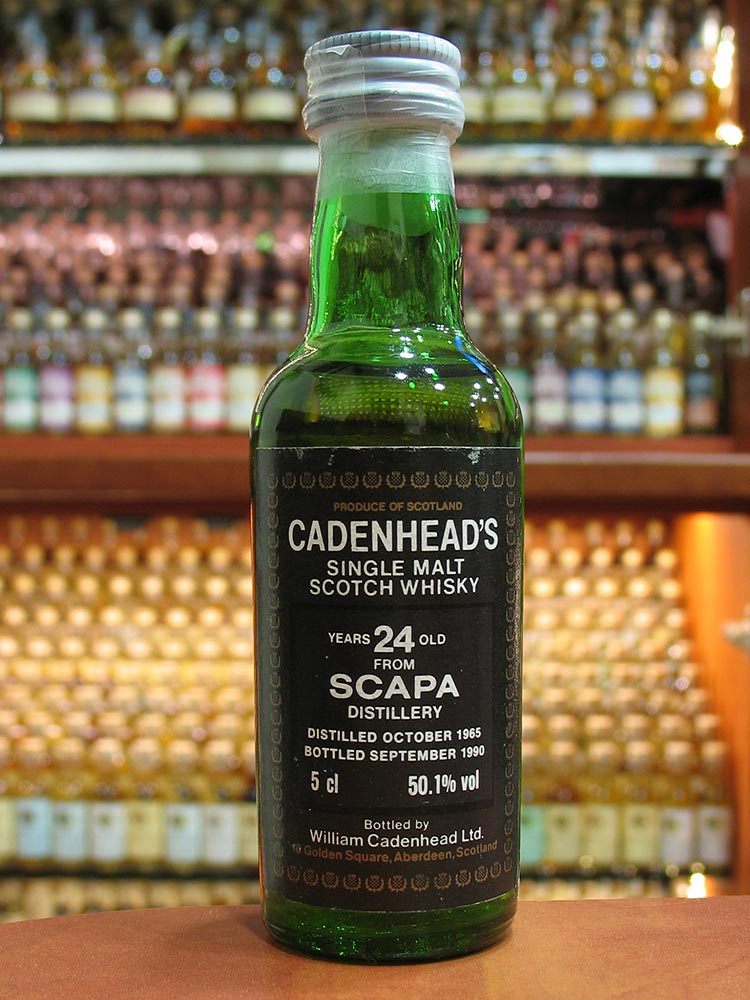 PRODUCE OF SCOTLAND
CADENHEAD'S
SINGLE MALT
SCOTCH WHISKY
YEARS 24 OLD
FROM
SCAPA
DISTILLERY
DISTILLED OCTOBER 1965
BOTTLED SEPTEMBER 1990
5 cl 50.1% vol
Bottled by
William Cadenhead Ltd.
Golden Square, Aberdeen, Scotland